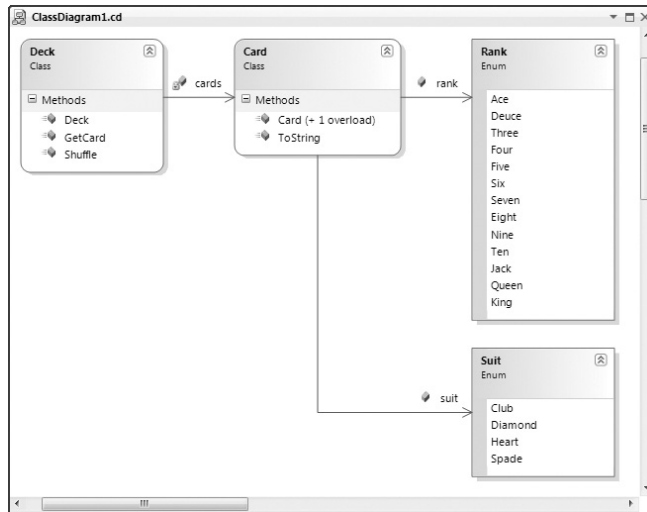 ClassDiagram1.cd
Deck
Class
Methods
Deck
GetCard
Shuffle
cards
Card
Class
Methods
Card (+ 1 overload)
ToString
rank
Rank
Enum
Ace
Deuce
Three
Four
Five
Six
Seven
Eight
Nine
Ten
Jack
Queen
King
suit
Suit
Enum
Club
Diamond
Heart
Spade